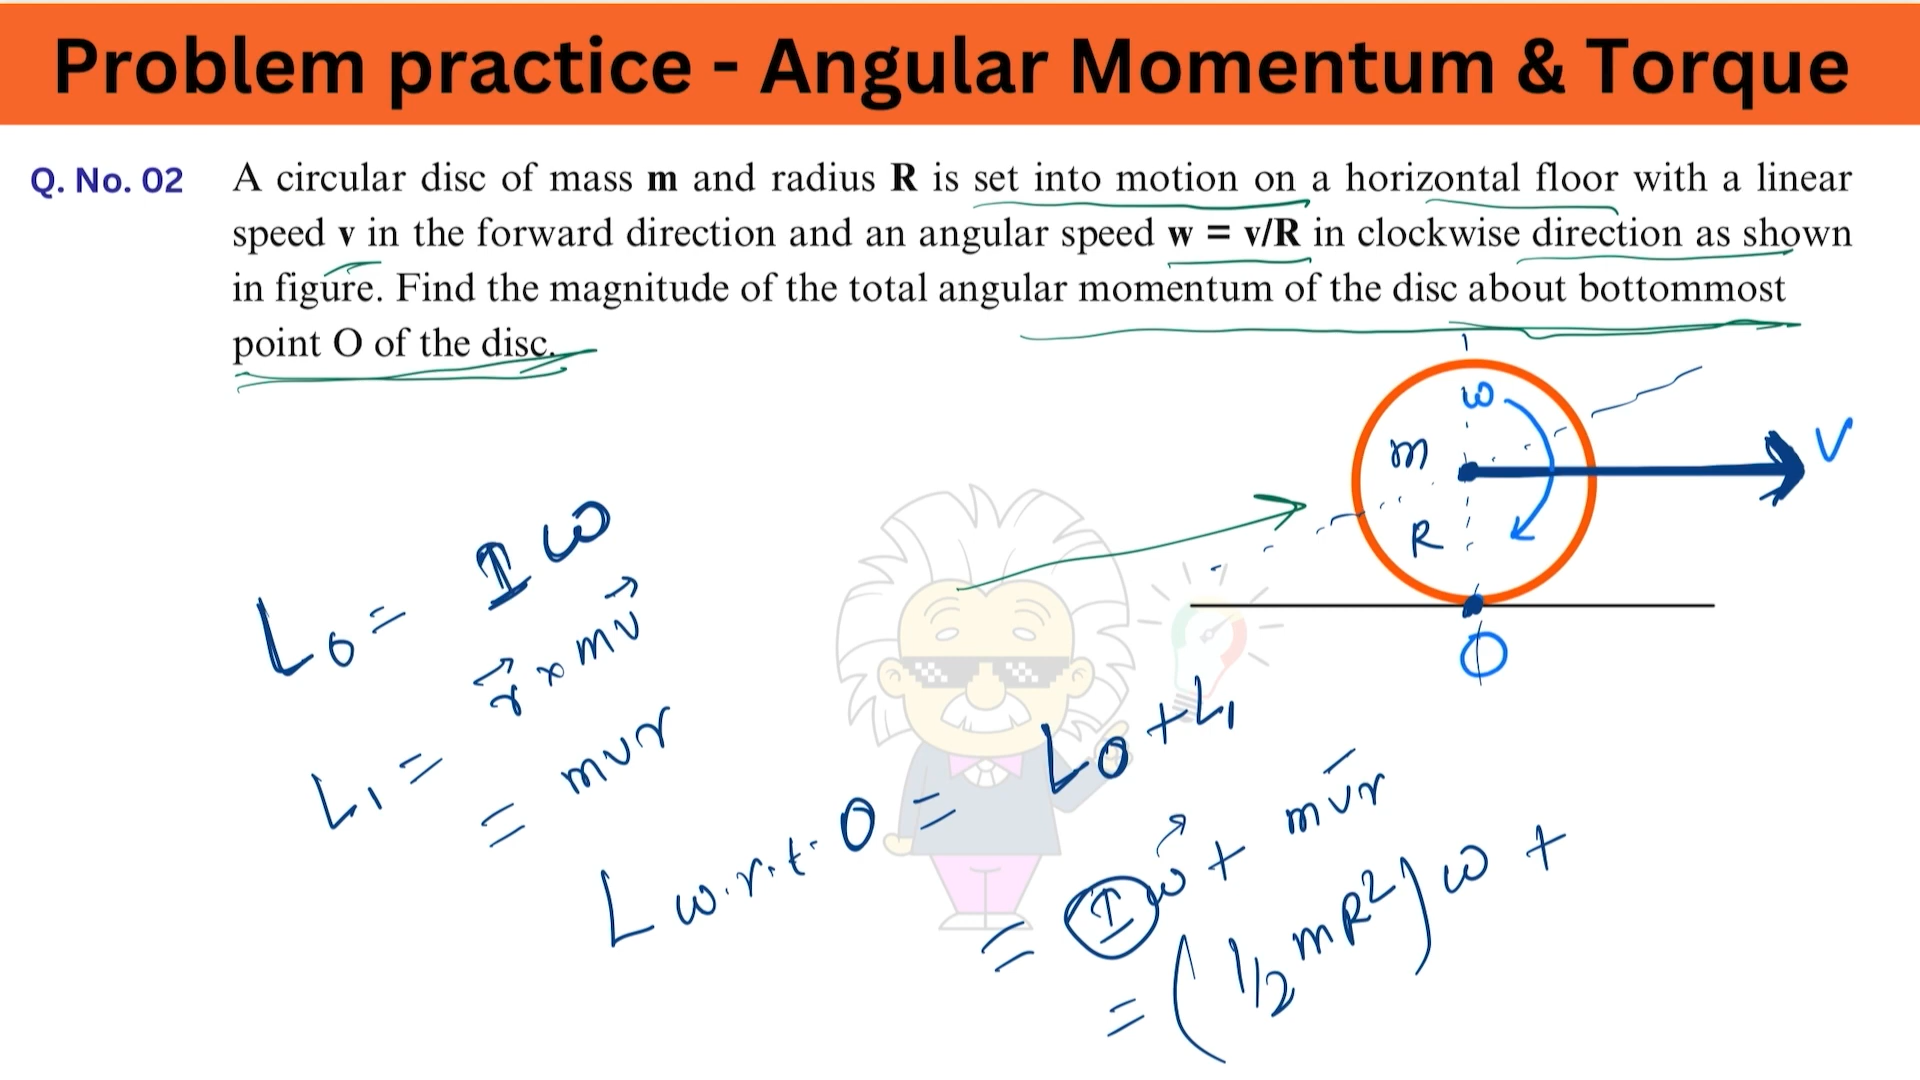 Problem practice - Angular Momentum & Torque
Q. No. 02 A circular disc of mass m and radius R is set into motion on a horizontal floor with a linear
speed v in the forward direction and an angular speed w = v/R in clockwise direction as shown
in figure. Find the magnitude of the total angular momentum of the disc about bottommost
point O of the disc.
ω
m
V
R
O
L₀ = I ω
L₁ = r⃗ × mv⃗
= mvr
L w.r.t. O = L₀ + L₁
= Iω⃗ + mv̄r
= (1/2 mR²) ω +